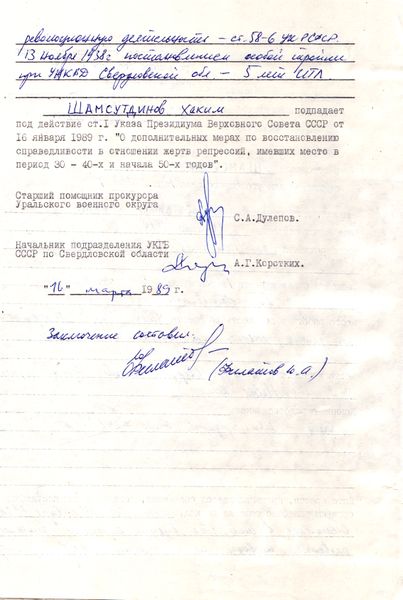 революционную деятельность – ст. 58-6 УК РСФСР.
13 ноября 1938г постановлением особой тройки
при УНКВД Свердловской обл. – 5 лет ИТЛ
Шамсутдинов Хаким подпадает
под действие ст.I Указа Президиума Верховного Совета СССР от
16 января 1989 г. "О дополнительных мерах по восстановлению
справедливости в отношении жертв репрессий, имевших место в
период 30 - 40-х и начала 50-х годов".
Старший помощник прокурора
Уральского военного округа
С.А.Дулепов.
Начальник подразделения УКГБ
СССР по Свердловской области
А.Г.Коротких.
"16" марта 1989 г.
Заключение составил:
(Филатов Ю.А.)